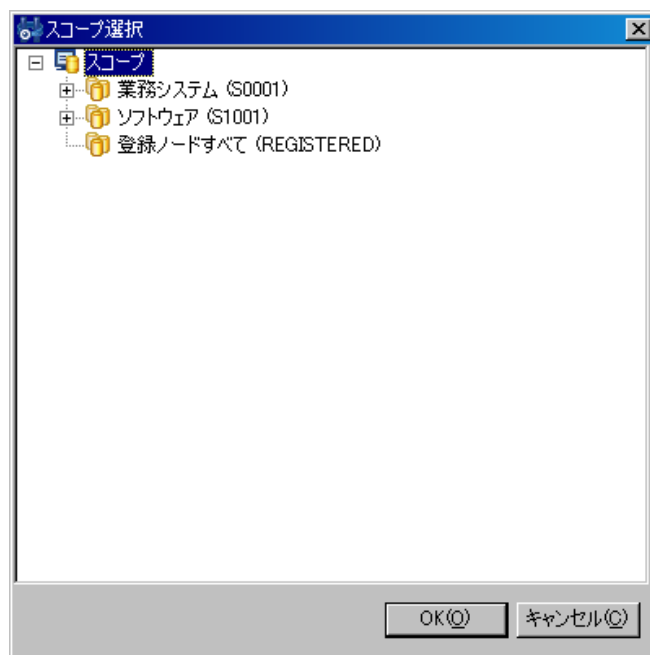 スコープ選択
スコープ
業務システム (S0001)
ソフトウェア (S1001)
登録ノードすべて (REGISTERED)
OK(O) キャンセル(C)